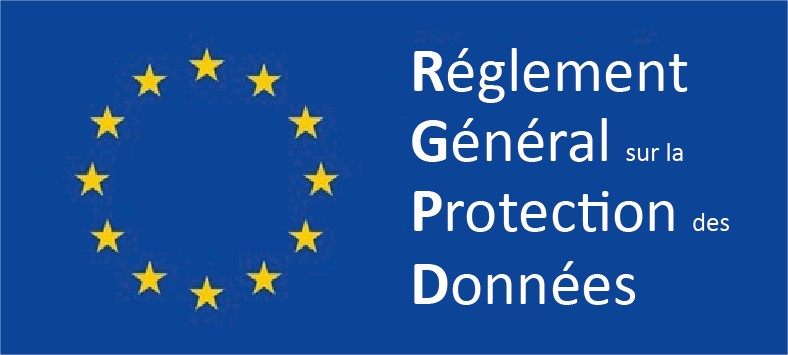 Réglement
Général sur la
Protection des
Données